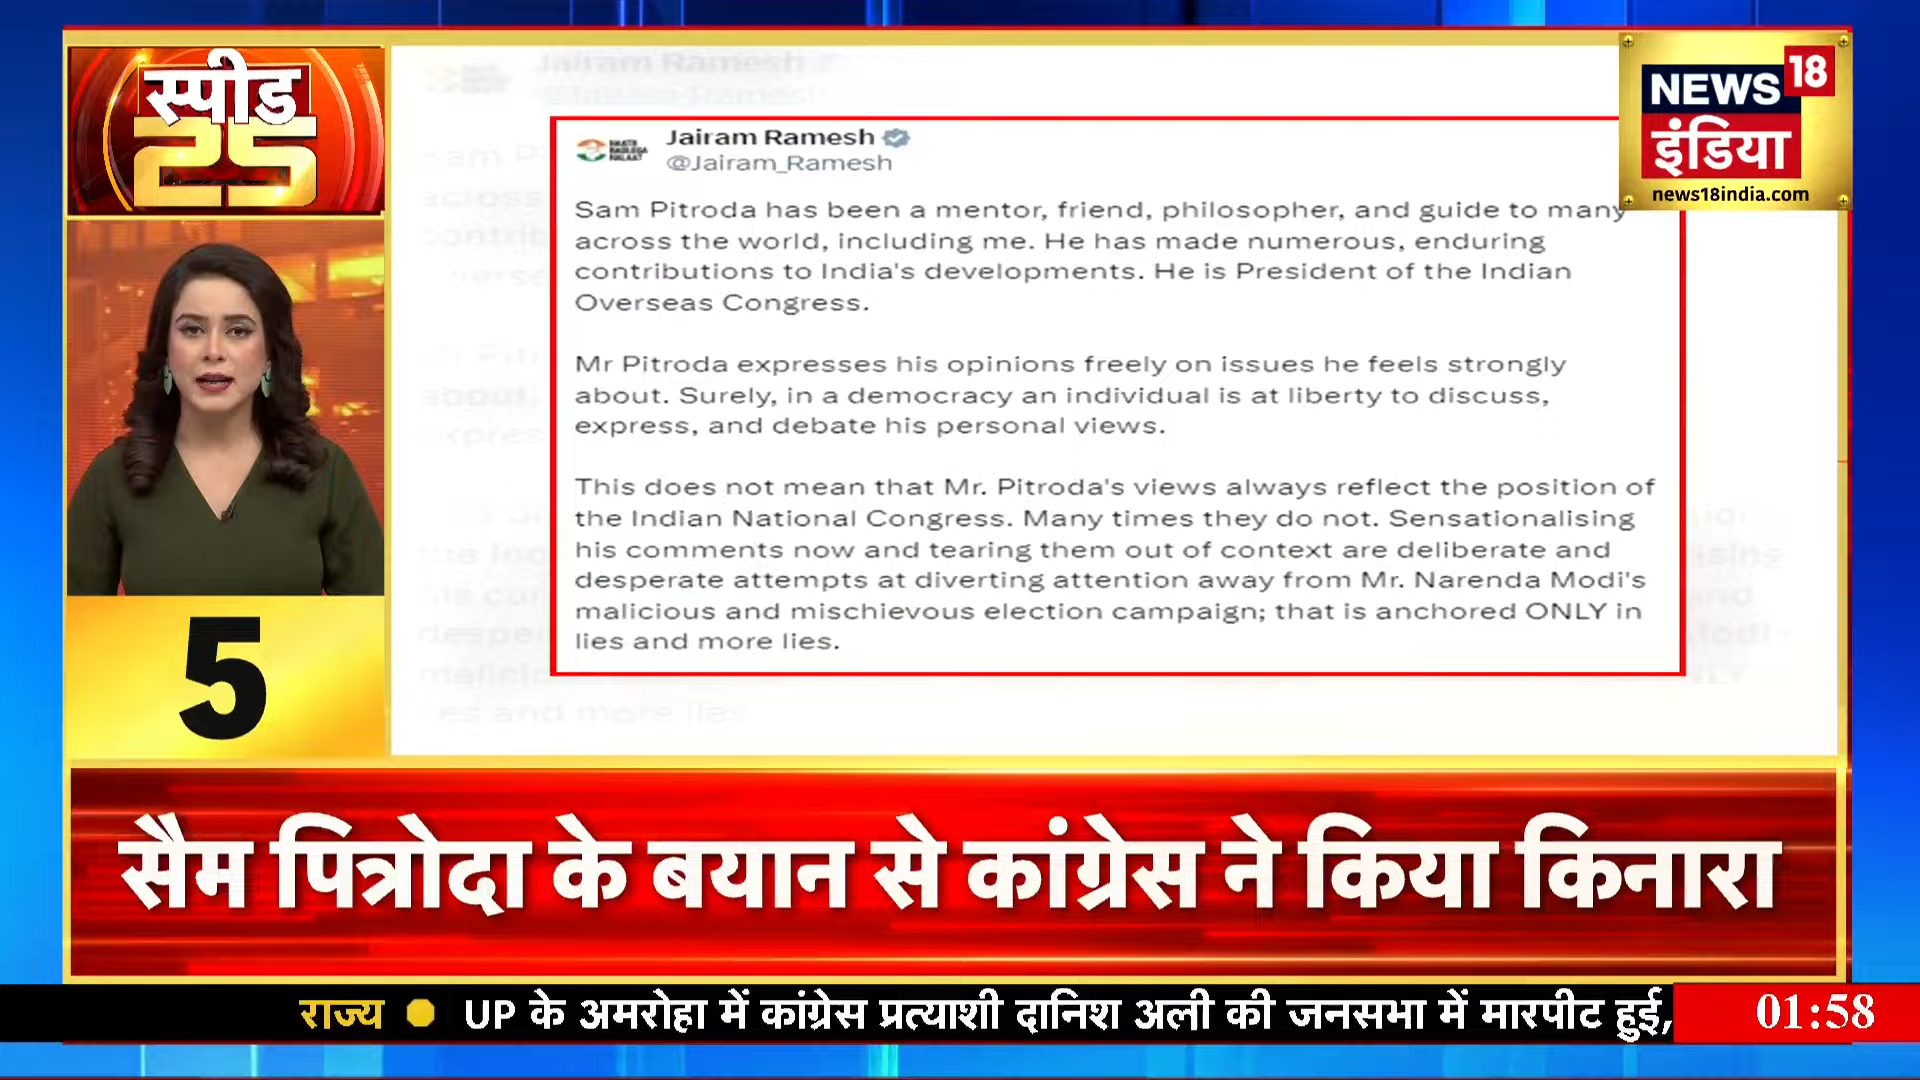 स्पीड
25
NEWS 18
इंडिया
news18india.com
Jairam Ramesh
@Jairam_Ramesh
Sam Pitroda has been a mentor, friend, philosopher, and guide to many
across the world, including me. He has made numerous, enduring
contributions to India's developments. He is President of the Indian
Overseas Congress.
Mr Pitroda expresses his opinions freely on issues he feels strongly
about. Surely, in a democracy an individual is at liberty to discuss,
express, and debate his personal views.
This does not mean that Mr. Pitroda's views always reflect the position of
the Indian National Congress. Many times they do not. Sensationalising
his comments now and tearing them out of context are deliberate and
desperate attempts at diverting attention away from Mr. Narenda Modi's
malicious and mischievous election campaign; that is anchored ONLY in
lies and more lies.
5
सैम पित्रोदा के बयान से कांग्रेस ने किया किनारा
राज्य UP के अमरोहा में कांग्रेस प्रत्याशी दानिश अली की जनसभा में मारपीट हुई,
01:58